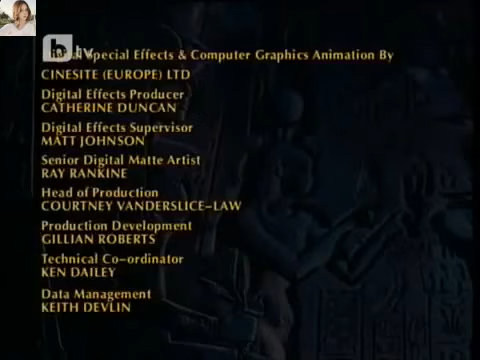 btv
Special Effects & Computer Graphics Animation By
CINESITE (EUROPE) LTD
Digital Effects Producer
CATHERINE DUNCAN
Digital Effects Supervisor
MATT JOHNSON
Senior Digital Matte Artist
RAY RANKINE
Head of Production
COURTNEY VANDERSLICE-LAW
Production Development
GILLIAN ROBERTS
Technical Co-ordinator
KEN DAILEY
Data Management
KEITH DEVLIN